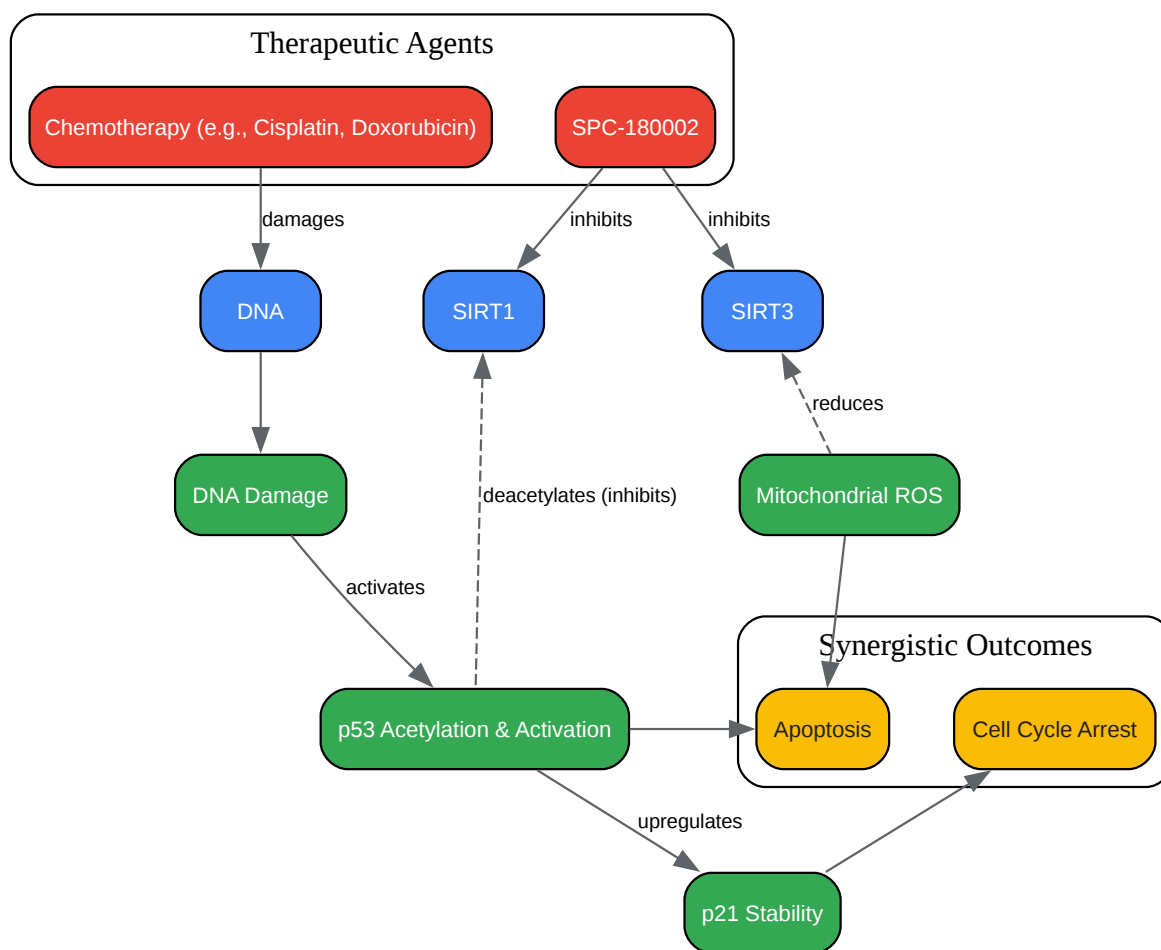 Therapeutic Agents
Chemotherapy (e.g., Cisplatin, Doxorubicin)
SPC-180002
damages
inhibits
inhibits
DNA
SIRT1
SIRT3
reduces
DNA Damage
deacetylates (inhibits)
Mitochondrial ROS
activates
Synergistic Outcomes
p53 Acetylation & Activation
Apoptosis
Cell Cycle Arrest
upregulates
p21 Stability